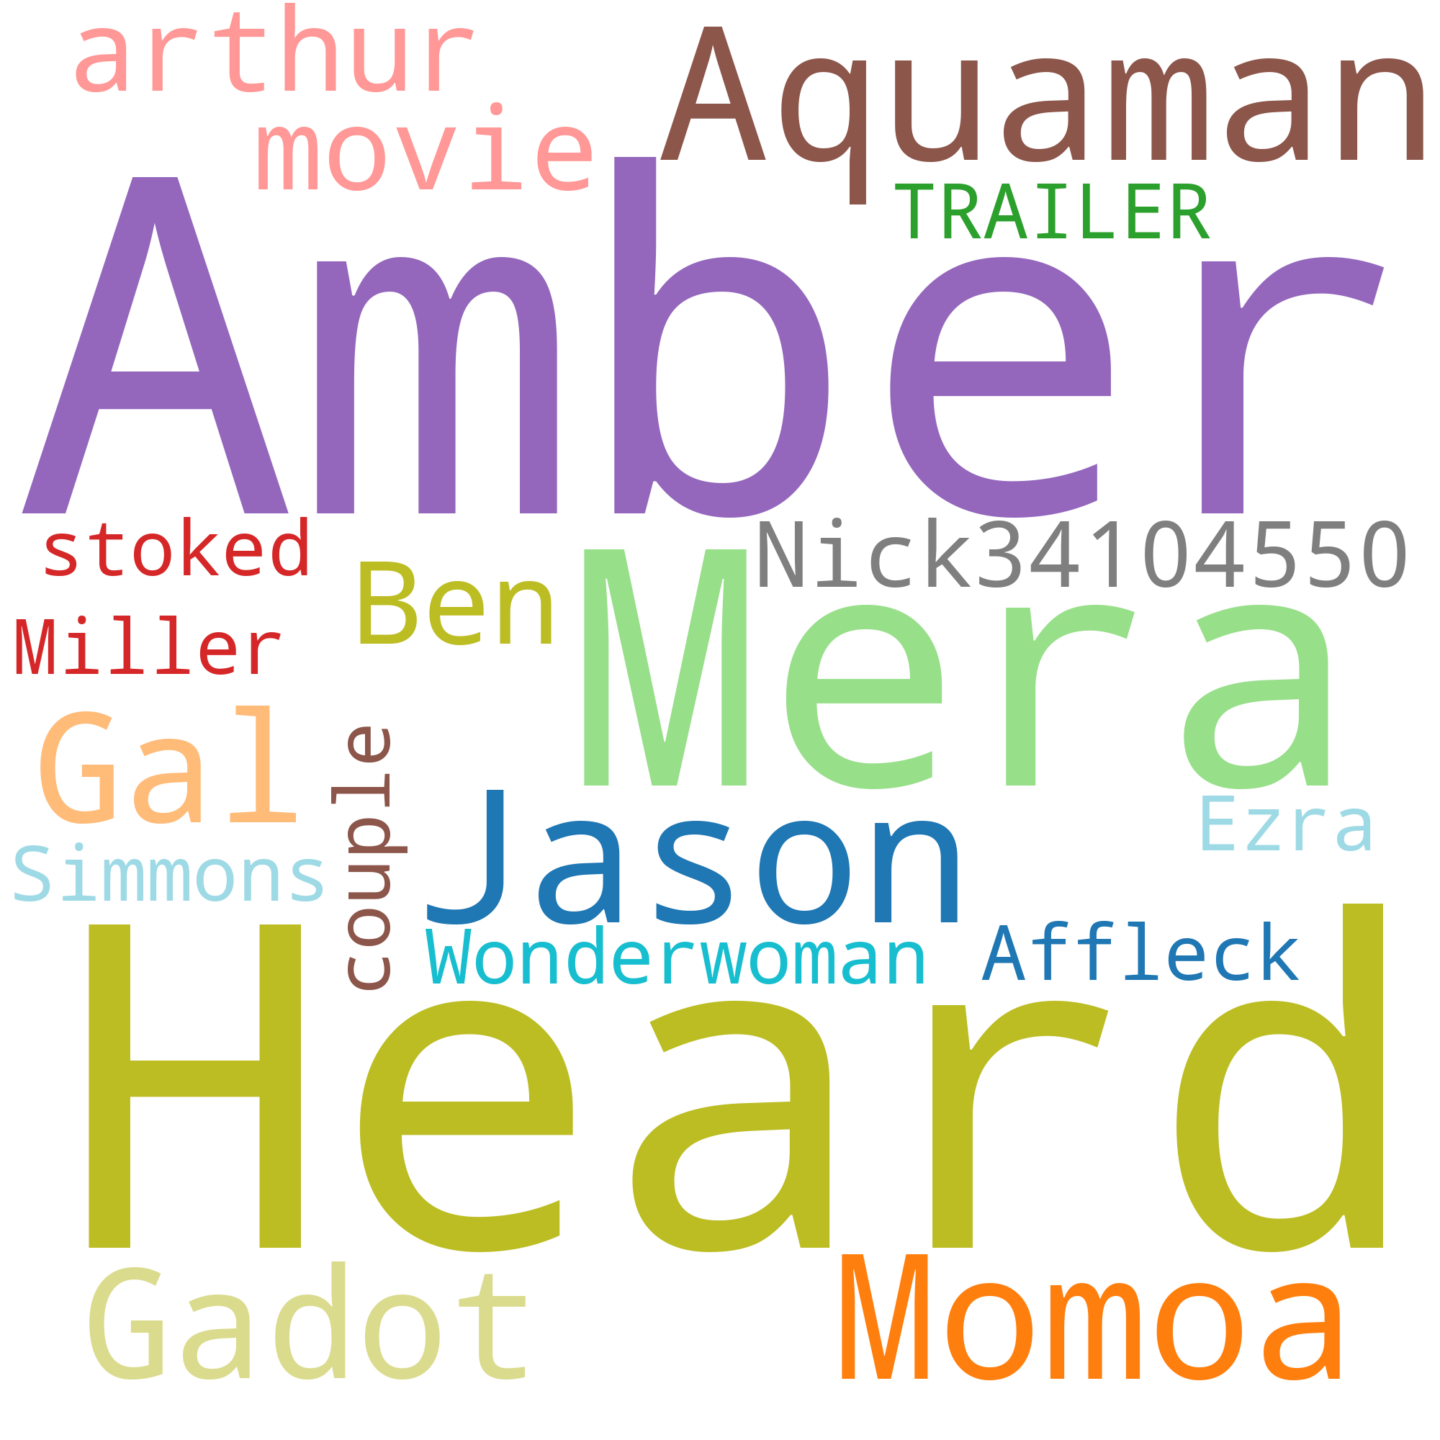 arthur
Aquaman
movie
TRAILER
Amber
stoked
Nick34104550
Ben
Mera
Miller
Gal
couple
Jason
Ezra
Simmons
Wonderwoman
Affleck
Heard
Gadot
Momoa